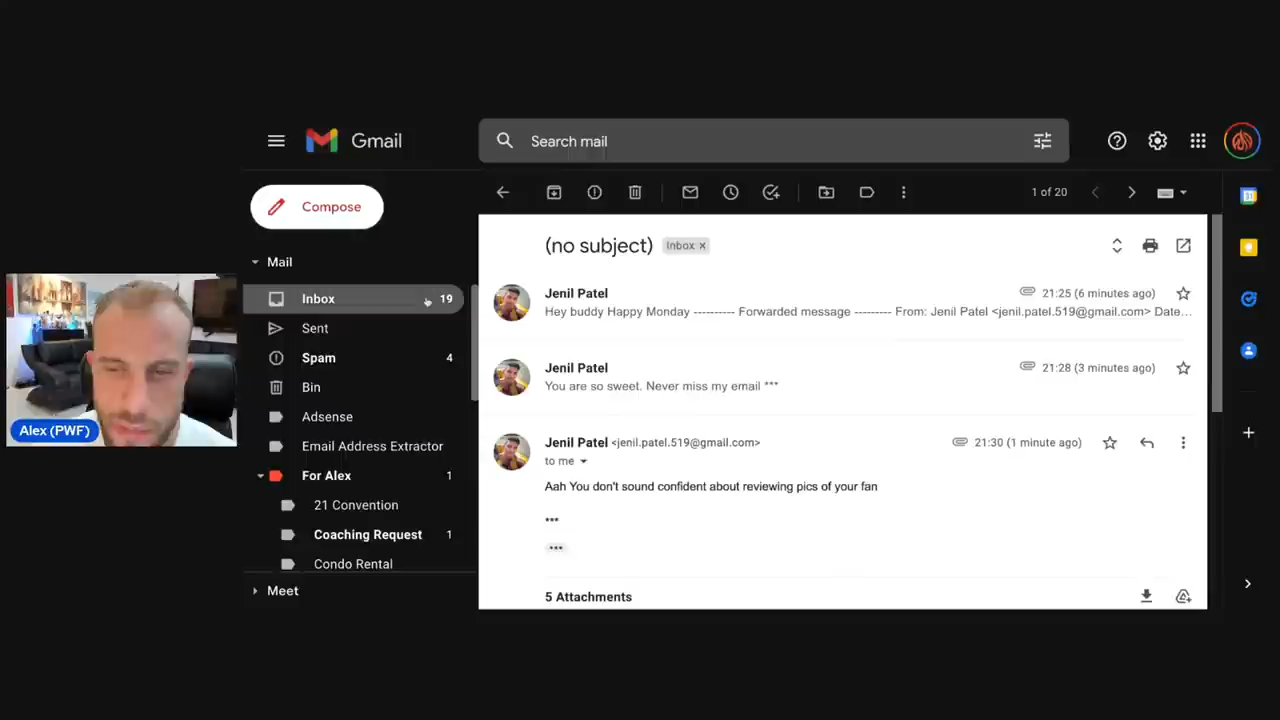 Gmail
Search mail
Compose
1 of 20
Mail
Inbox 19
Sent
Spam 4
Bin
Adsense
Email Address Extractor
For Alex 1
21 Convention
Coaching Request 1
Condo Rental
Meet
Alex (PWF)
(no subject) Inbox x
Jenil Patel 21:25 (6 minutes ago)
Hey buddy Happy Monday ---------- Forwarded message --------- From: Jenil Patel <jenil.patel.519@gmail.com> Date...
Jenil Patel 21:28 (3 minutes ago)
You are so sweet. Never miss my email ***
Jenil Patel <jenil.patel.519@gmail.com> 21:30 (1 minute ago)
to me
Aah You don't sound confident about reviewing pics of your fan
***
5 Attachments